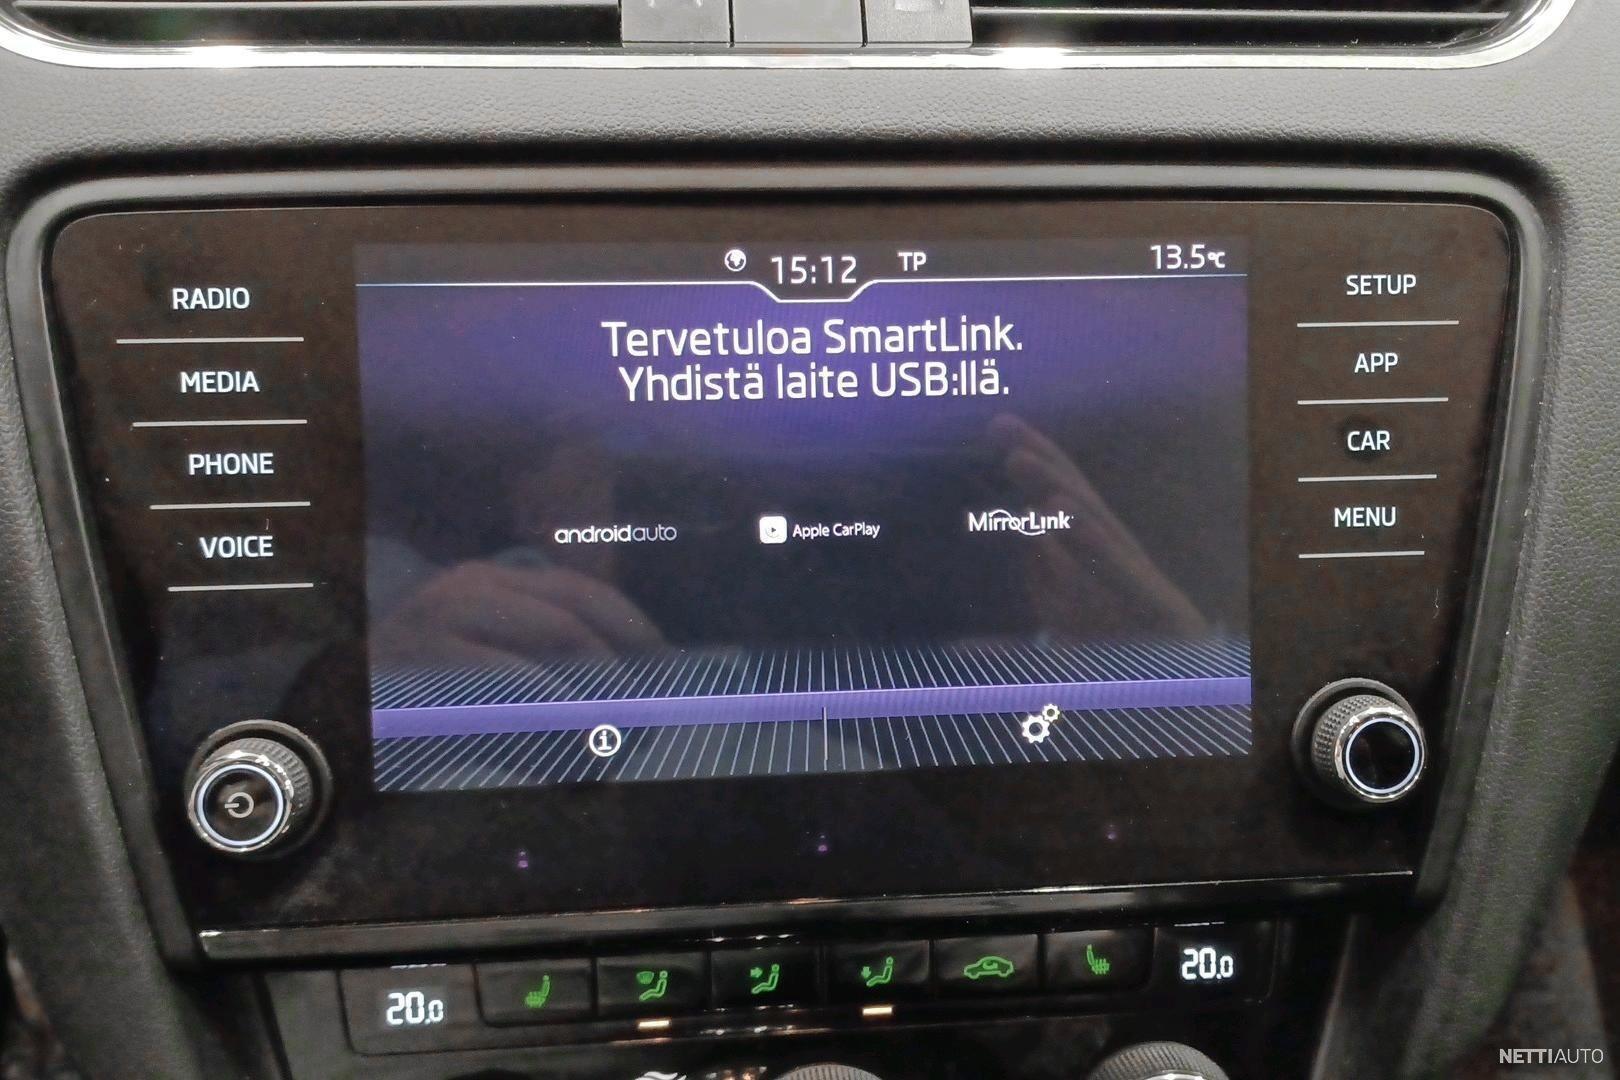 15:12 TP 13.5°C
RADIO
MEDIA
PHONE
VOICE
Tervetuloa SmartLink.
Yhdistä laite USB:llä.
androidauto
Apple CarPlay
MirrorLink
SETUP
APP
CAR
MENU
20.0
20.0
NETTIAUTO